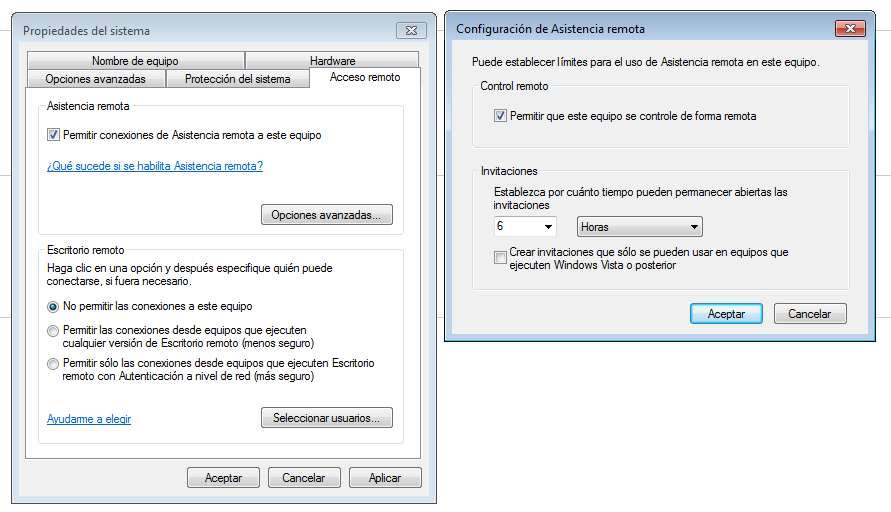 Propiedades del sistema
Nombre de equipo
Hardware
Opciones avanzadas
Protección del sistema
Acceso remoto
Asistencia remota
Permitir conexiones de Asistencia remota a este equipo
¿Qué sucede si se habilita Asistencia remota?
Opciones avanzadas...
Escritorio remoto
Haga clic en una opción y después especifique quién puede
conectarse, si fuera necesario.
No permitir las conexiones a este equipo
Permitir las conexiones desde equipos que ejecuten
cualquier versión de Escritorio remoto (menos seguro)
Permitir sólo las conexiones desde equipos que ejecuten Escritorio
remoto con Autenticación a nivel de red (más seguro)
Ayudarme a elegir
Seleccionar usuarios...
Aceptar
Cancelar
Aplicar
Configuración de Asistencia remota
Puede establecer límites para el uso de Asistencia remota en este equipo.
Control remoto
Permitir que este equipo se controle de forma remota
Invitaciones
Establezca por cuánto tiempo pueden permanecer abiertas las
invitaciones
6
Horas
Crear invitaciones que sólo se pueden usar en equipos que
ejecuten Windows Vista o posterior
Aceptar
Cancelar